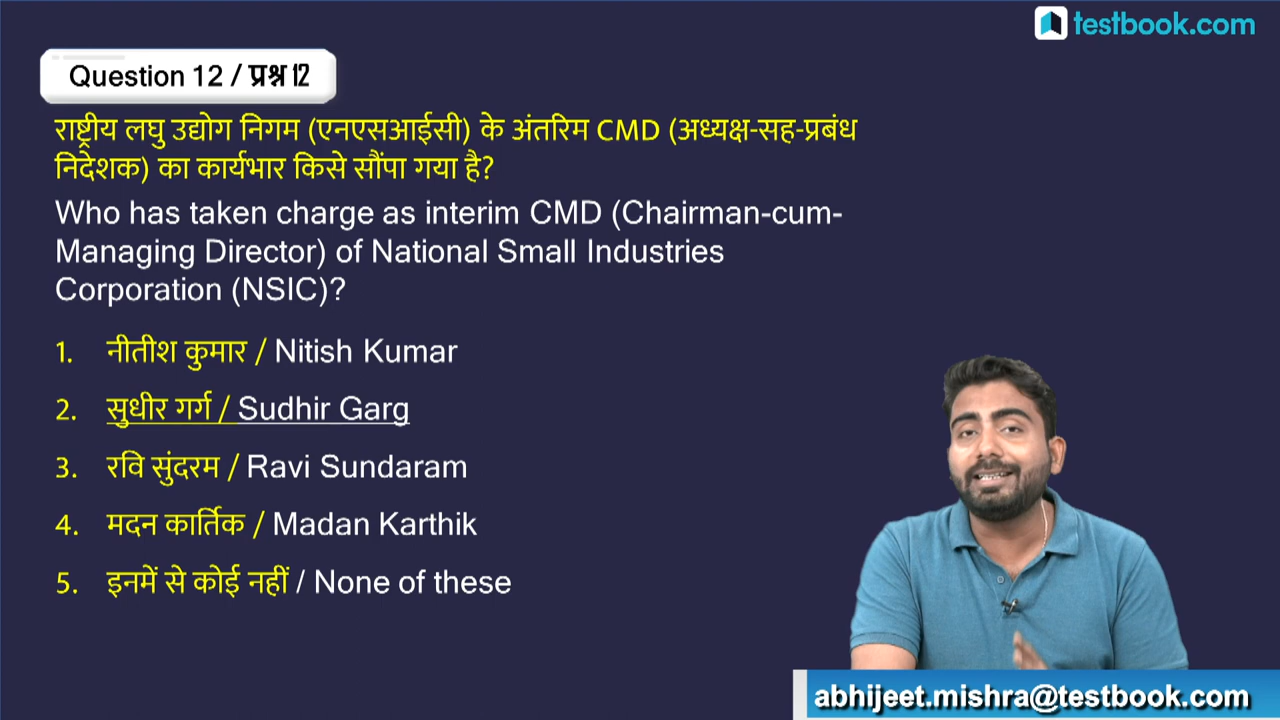 testbook.com
Question 12 / प्रश्न 12
राष्ट्रीय लघु उद्योग निगम (एनएसआईसी) के अंतरिम CMD (अध्यक्ष-सह-प्रबंध
निदेशक) का कार्यभार किसे सौंपा गया है?
Who has taken charge as interim CMD (Chairman-cum-
Managing Director) of National Small Industries
Corporation (NSIC)?
1. नीतीश कुमार / Nitish Kumar
2. सुधीर गर्ग / Sudhir Garg
3. रवि सुंदरम / Ravi Sundaram
4. मदन कार्तिक / Madan Karthik
5. इनमें से कोई नहीं / None of these
abhijeet.mishra@testbook.com